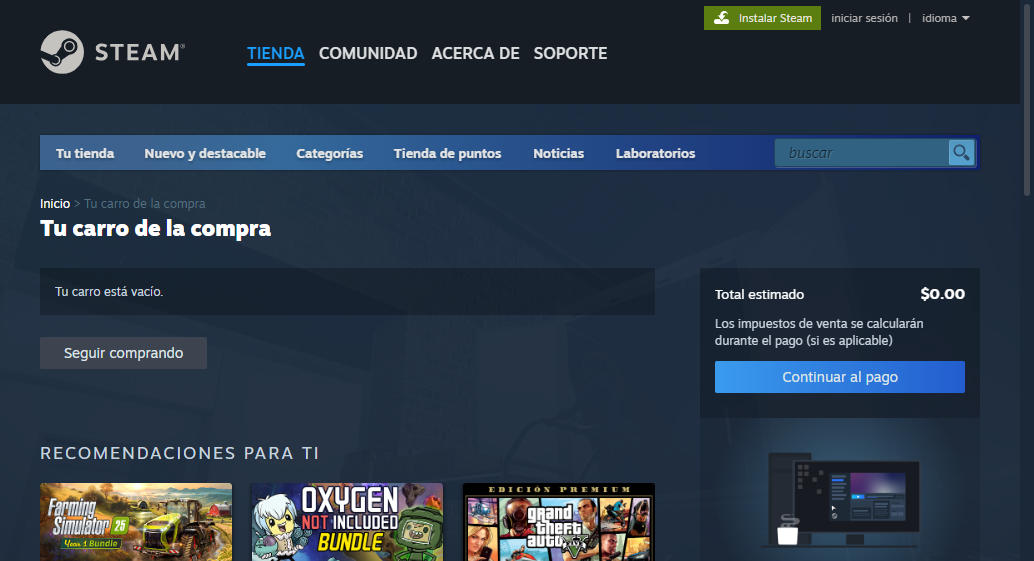 Instalar Steam iniciar sesión | idioma
STEAM®
TIENDA COMUNIDAD ACERCA DE SOPORTE
Tu tienda Nuevo y destacable Categorías Tienda de puntos Noticias Laboratorios buscar
Inicio > Tu carro de la compra
Tu carro de la compra
Tu carro está vacío.
Seguir comprando
Total estimado $0.00
Los impuestos de venta se calcularán
durante el pago (si es aplicable)
Continuar al pago
RECOMENDACIONES PARA TI
Farming
Simulator 25
Year 1 Bundle
OXYGEN
NOT INCLUDED
BUNDLE
EDICIÓN PREMIUM
grand
theft
auto V